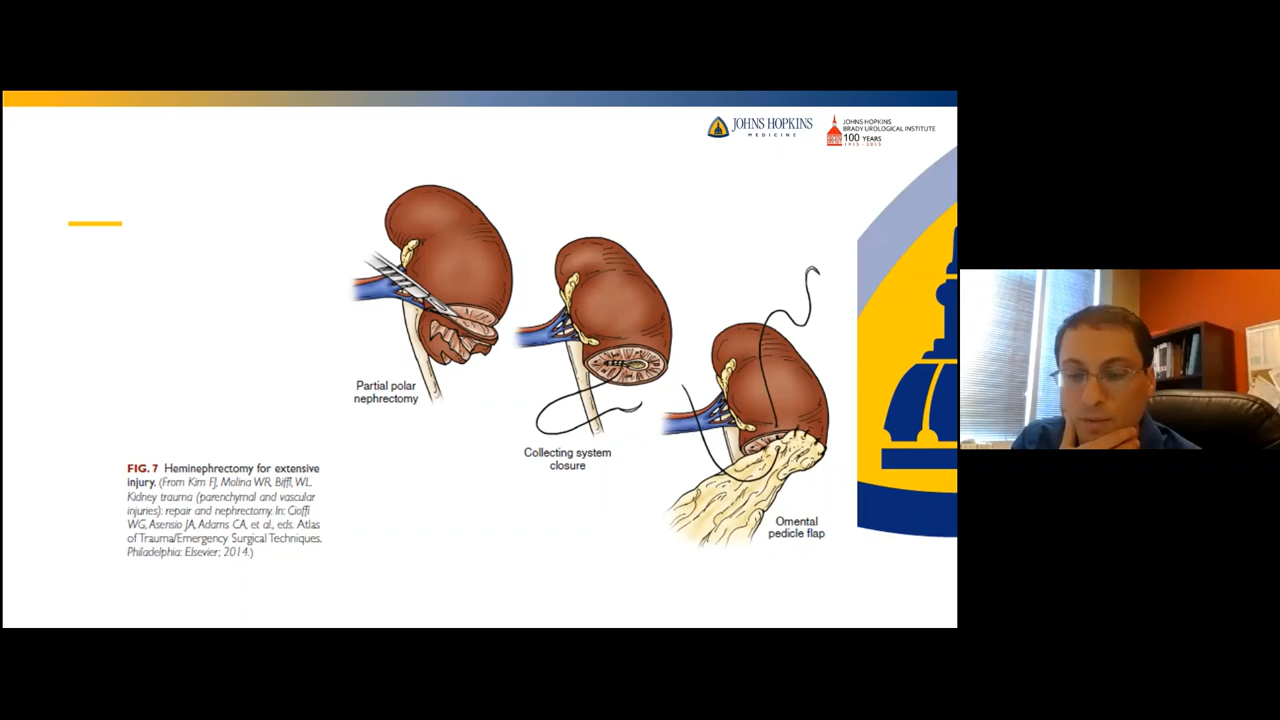 JOHNS HOPKINS
MEDICINE
JOHNS HOPKINS
BRADY UROLOGICAL INSTITUTE
100 YEARS
1915 - 2015
Partial polar
nephrectomy
Collecting system
closure
Omental
pedicle flap
FIG. 7 Heminephrectomy for extensive
injury. (From Kim FJ, Molina WR, Biffl, WL.
Kidney trauma (parenchymal and vascular
injuries): repair and nephrectomy. In: Cioffi
WG, Asensio JA, Adams CA, et al., eds. Atlas
of Trauma/Emergency Surgical Techniques.
Philadelphia: Elsevier; 2014.)